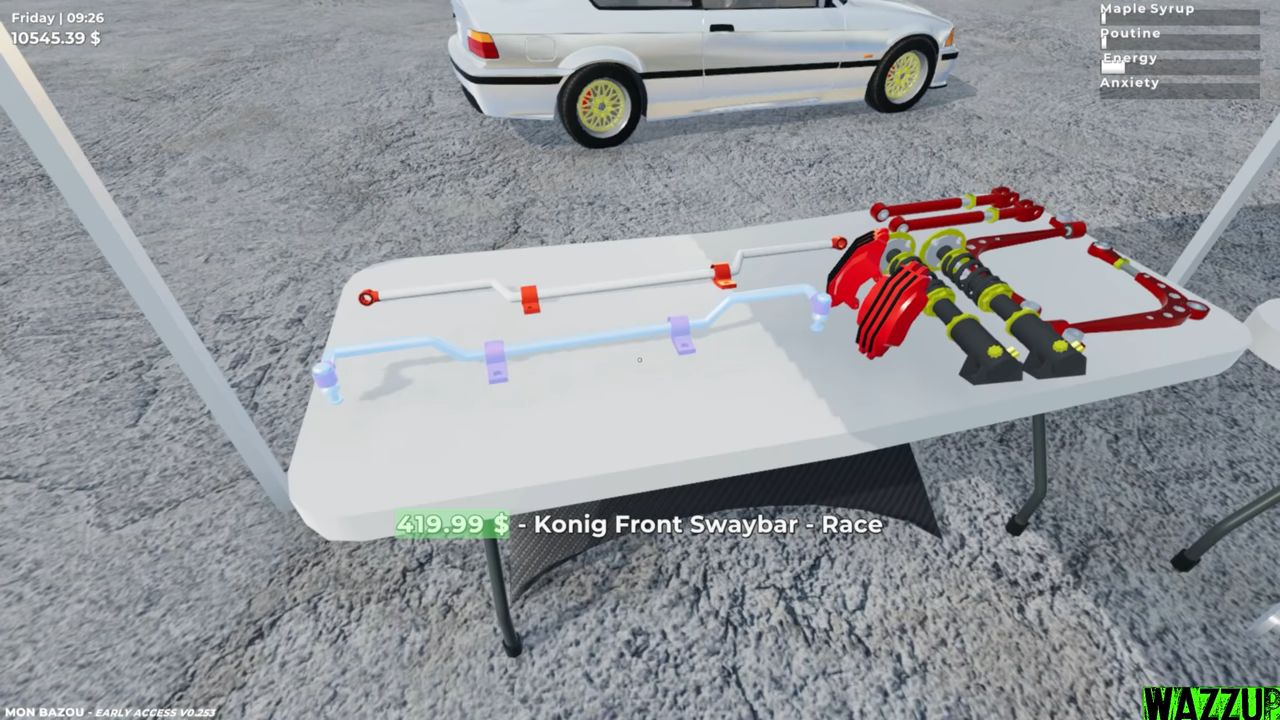 Friday | 09:26
10545.39 $
Maple Syrup
Poutine
Energy
Anxiety
419.99 $ - Konig Front Swaybar - Race
MON BAZOU - EARLY ACCESS V0.253
WAZZUP